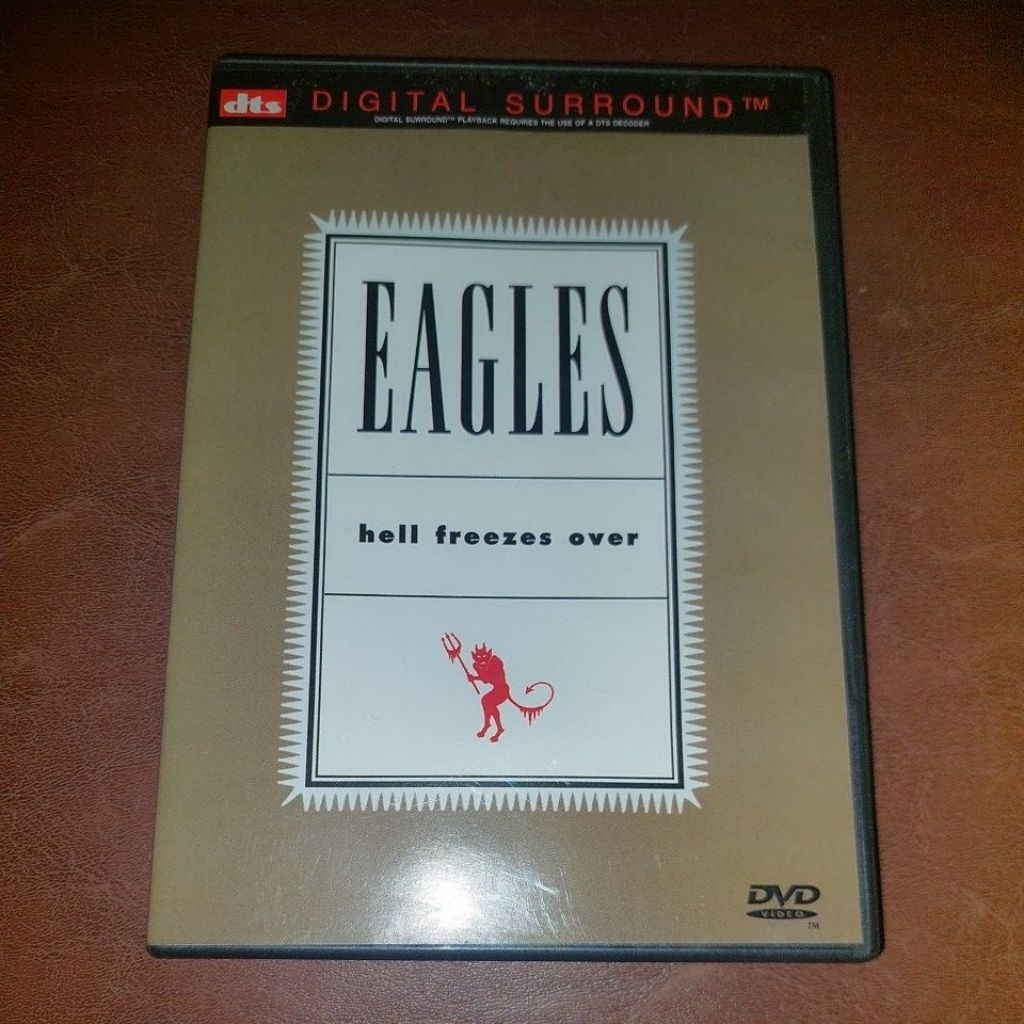 dts DIGITAL SURROUND™
DIGITAL SURROUND™ PLAYBACK REQUIRES THE USE OF A DTS DECODER
EAGLES
hell freezes over
DVD
VIDEO
TM